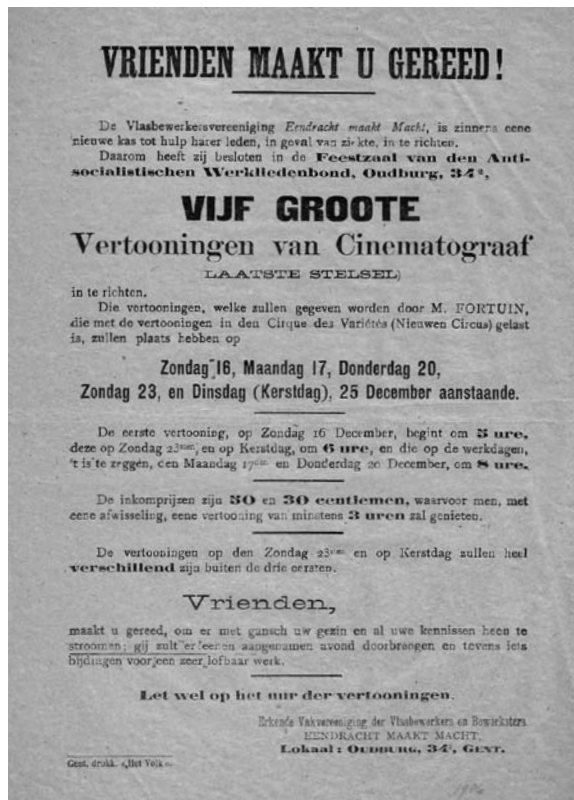 VRIENDEN MAAKT U GEREED!
De Vlasbewerkersvereeniging Eendracht maakt Macht, is zinnens eene
nieuwe kas tot hulp harer leden, in geval van ziekte, in te richten.
Daarom heeft zij besloten in de Feestzaal van den Anti-
socialistischen Werkliedenbond, Oudburg, 34ª,
VIJF GROOTE
Vertooningen van Cinematograaf
LAATSTE STELSEL)
in te richten.
Die vertooningen, welke zullen gegeven worden door M. FORTUIN,
die met de vertooningen in den Cirque des Variétés (Nieuwen Circus) gelast
is, zullen plaats hebben op
Zondag 16, Maandag 17, Donderdag 20,
Zondag 23, en Dinsdag (Kerstdag), 25 December aanstaande.
De eerste vertooning, op Zondag 16 December, begint om 5 ure,
deze op Zondag 23sten, en op Kerstdag, om 6 ure, en die op de werkdagen,
't is te zeggen, den Maandag 17den en Donderdag 20 December, om 8 ure.
De inkomprijzen zijn 50 en 30 centiemen, waarvoor men, met
eene afwisseling, eene vertooning van minstens 3 uren zal genieten.
De vertooningen op den Zondag 23sten en op Kerstdag zullen heel
verschillend zijn buiten de drie eersten.
Vrienden,
maakt u gereed, om er met gansch uw gezin en al uwe kennissen heen te
stroomen; gij zult er eenen aangenamen avond doorbrengen en tevens iets
bijdragen voor een zeer lofbaar werk.
Let wel op het uur der vertooningen.
Erkende Vakvereeniging der Vlasbewerkers en Bewieksters
EENDRACHT MAAKT MACHT.
Lokaal: OUDBURG, 34ª, GENT.
Gent, drukk. «Het Volk».